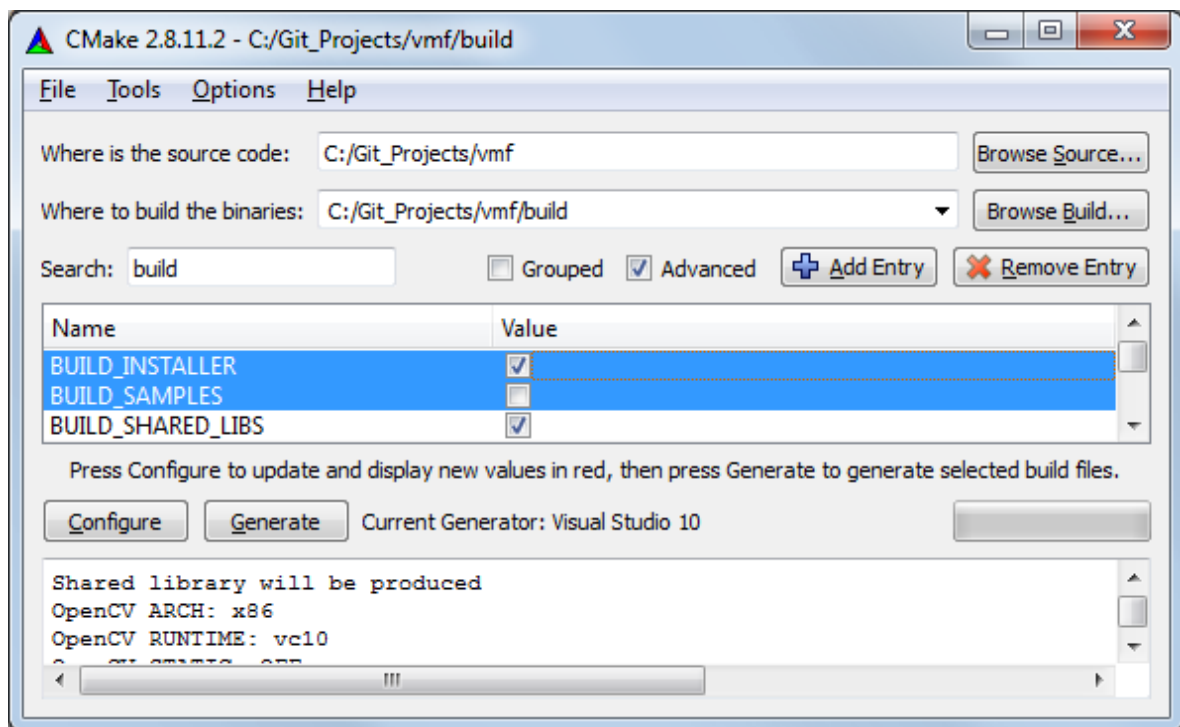 CMake 2.8.11.2 - C:/Git_Projects/vmf/build
File Tools Options Help
Where is the source code: C:/Git_Projects/vmf Browse Source...
Where to build the binaries: C:/Git_Projects/vmf/build Browse Build...
Search: build Grouped Advanced Add Entry Remove Entry
Name Value
BUILD_INSTALLER
BUILD_SAMPLES
BUILD_SHARED_LIBS
Press Configure to update and display new values in red, then press Generate to generate selected build files.
Configure Generate Current Generator: Visual Studio 10
Shared library will be produced
OpenCV ARCH: x86
OpenCV RUNTIME: vc10